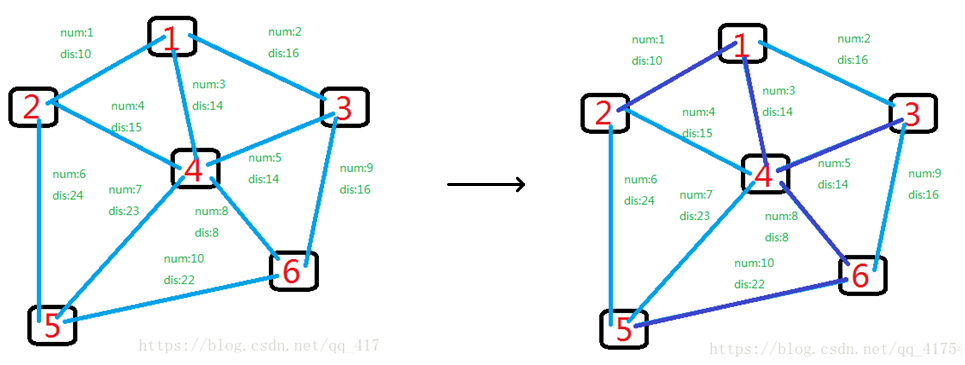 num:1
dis:10
1
num:2
dis:16
2
num:4
dis:15
num:3
dis:14
3
4
num:6
dis:24
num:7
dis:23
num:5
dis:14
num:9
dis:16
num:8
dis:8
num:10
dis:22
6
5
https://blog.csdn.net/qq_417
num:1
dis:10
1
num:2
dis:16
2
num:4
dis:15
num:3
dis:14
3
4
num:6
dis:24
num:7
dis:23
num:5
dis:14
num:9
dis:16
num:8
dis:8
num:10
dis:22
6
5
https://blog.csdn.net/qq_41754